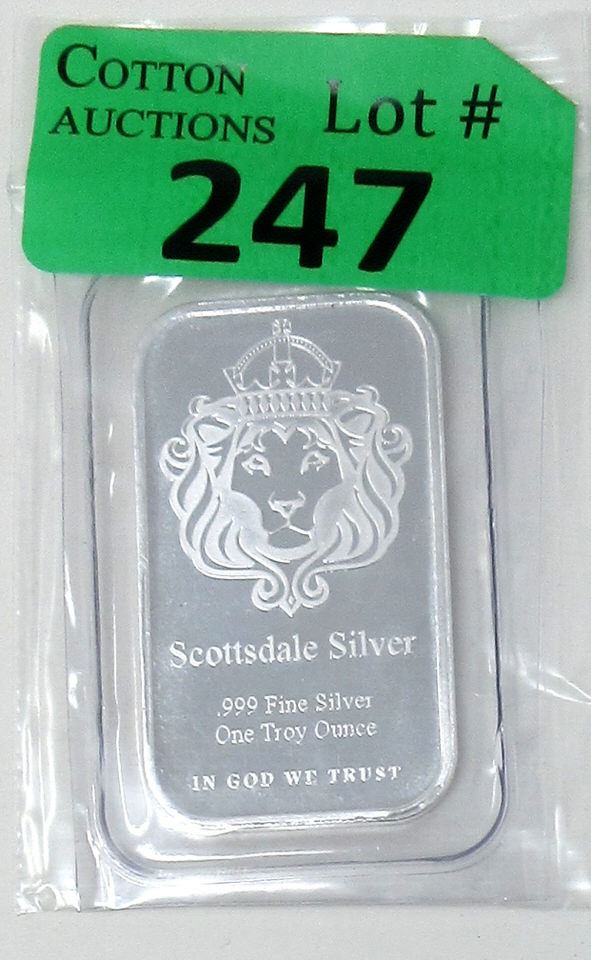 COTTON
AUCTIONS
Lot #
247
Scottsdale Silver
.999 Fine Silver
One Troy Ounce
IN GOD WE TRUST